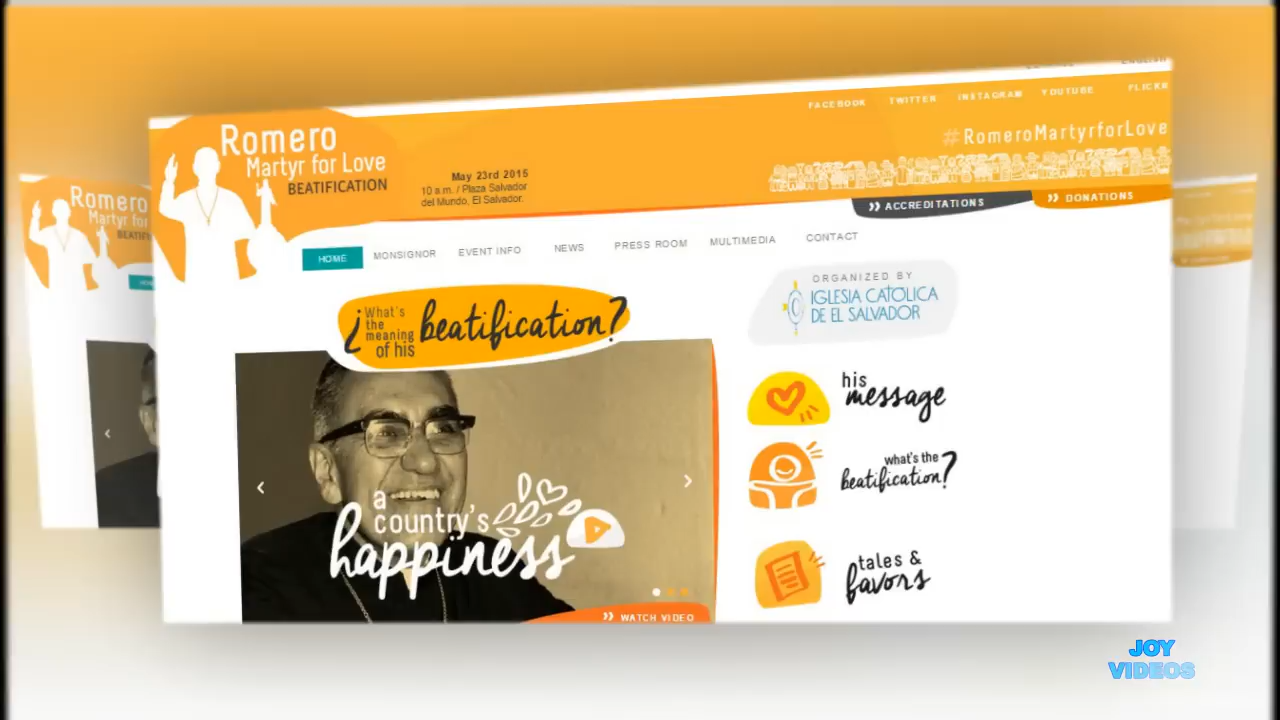 FACEBOOK TWITTER INSTAGRAM YOUTUBE FLICKR
#RomeroMartyrforLove
Romero
Martyr for Love
BEATIFICATION
May 23rd 2015
10 a.m. / Plaza Salvador
del Mundo, El Salvador.
ACCREDITATIONS
DONATIONS
HOME MONSIGNOR EVENT INFO NEWS PRESS ROOM MULTIMEDIA CONTACT
¿What's
the
meaning
of his
beatification?
ORGANIZED BY
IGLESIA CATÓLICA
DE EL SALVADOR
his
message
what's the
beatification?
tales &
favors
a
country's
happiness
WATCH VIDEO
Romero
Martyr for
JOY
VIDEOS